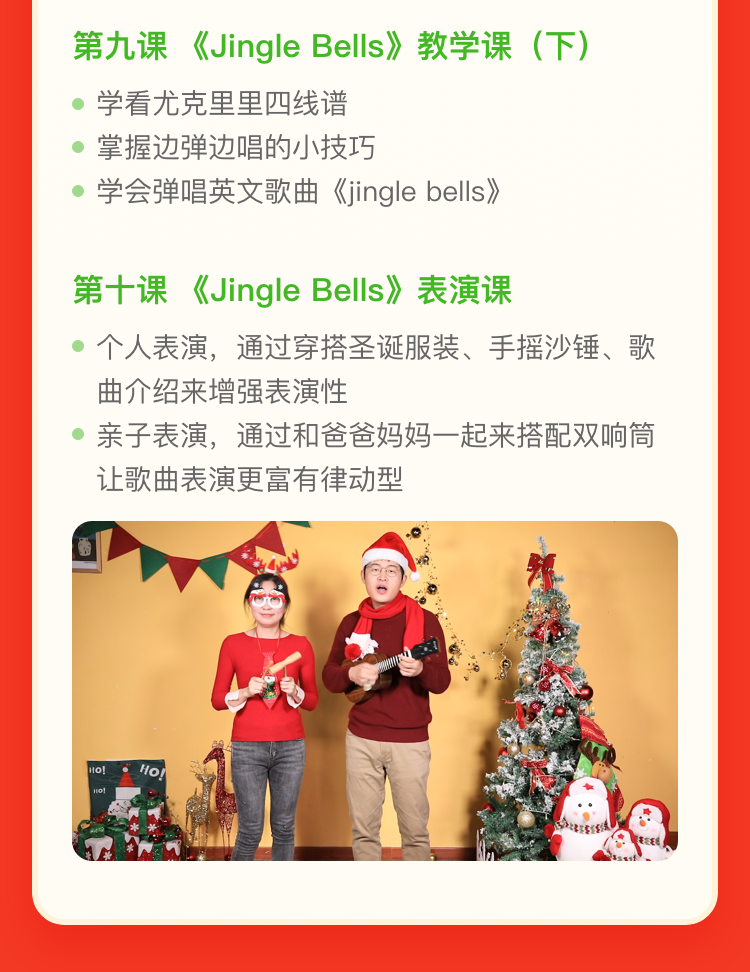 第九课 《Jingle Bells》教学课（下）
学看尤克里里四线谱
掌握边弹边唱的小技巧
学会弹唱英文歌曲《jingle bells》
第十课 《Jingle Bells》表演课
个人表演，通过穿搭圣诞服装、手摇沙锤、歌
曲介绍来增强表演性
亲子表演，通过和爸爸妈妈一起来搭配双响筒
让歌曲表演更富有律动型
HO!
HO!
HO!